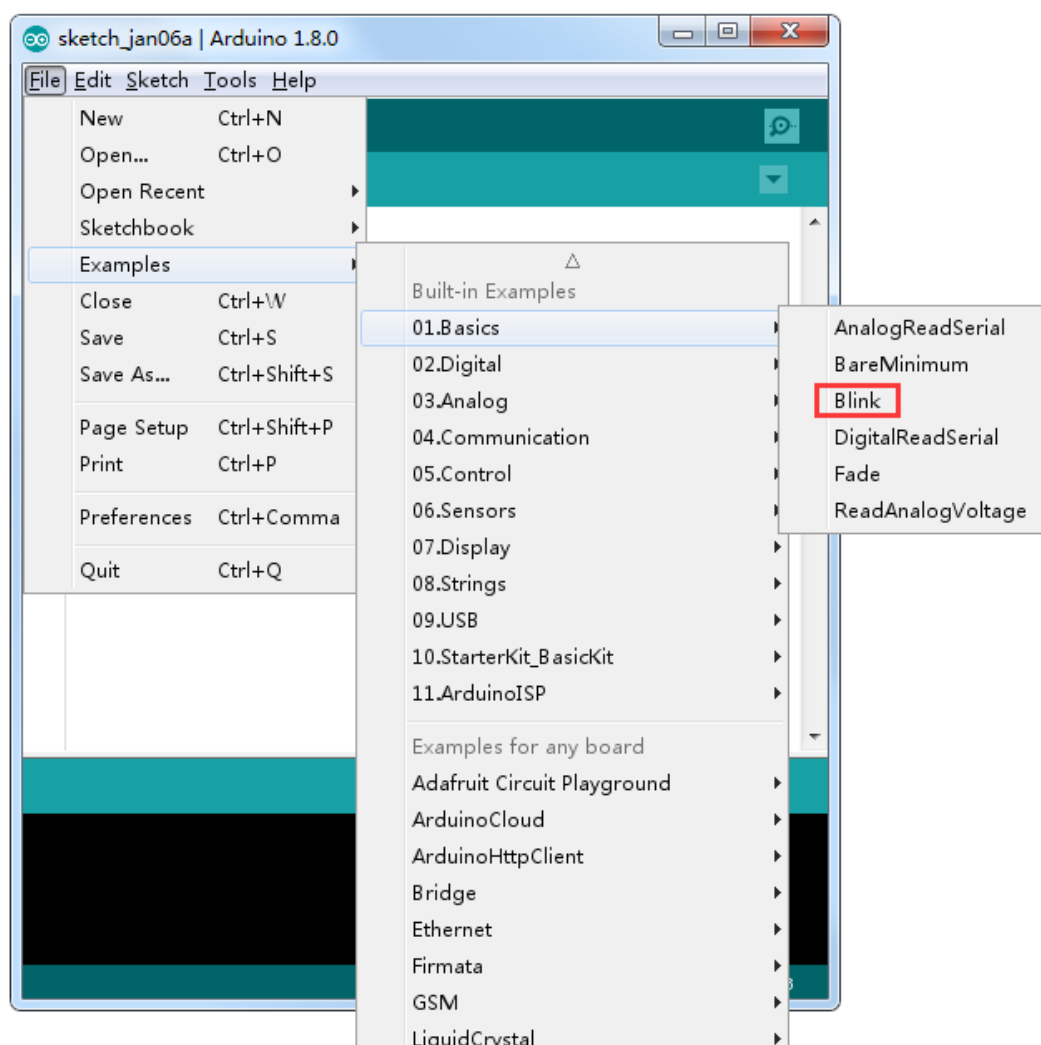 sketch_jan06a | Arduino 1.8.0
File Edit Sketch Tools Help
New Ctrl+N
Open... Ctrl+O
Open Recent
Sketchbook
Examples
Close Ctrl+W
Save Ctrl+S
Save As... Ctrl+Shift+S
Page Setup Ctrl+Shift+P
Print Ctrl+P
Preferences Ctrl+Comma
Quit Ctrl+Q
Built-in Examples
01.Basics
02.Digital
03.Analog
04.Communication
05.Control
06.Sensors
07.Display
08.Strings
09.USB
10.StarterKit_BasicKit
11.ArduinoISP
Examples for any board
Adafruit Circuit Playground
ArduinoCloud
ArduinoHttpClient
Bridge
Ethernet
Firmata
GSM
LiquidCrystal
AnalogReadSerial
BareMinimum
Blink
DigitalReadSerial
Fade
ReadAnalogVoltage